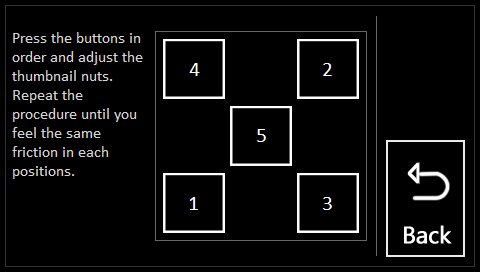 Press the buttons in
order and adjust the
thumbnail nuts.
Repeat the
procedure until you
feel the same
friction in each
positions.
4
2
5
1
3
Back